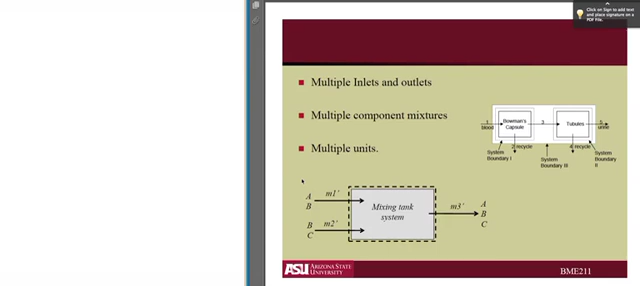 Click on Sign to add text
and place signature on a
PDF File.
Multiple Inlets and outlets
Multiple component mixtures
Multiple units.
1
blood
Bowman's
Capsule
3
Tubules
5
urine
2 recycle
4 recycle
System
Boundary I
System
Boundary III
System
Boundary
II
A
B
m1'
B
C
m2'
Mixing tank
system
m3'
A
B
C
ASU ARIZONA STATE
UNIVERSITY
BME211